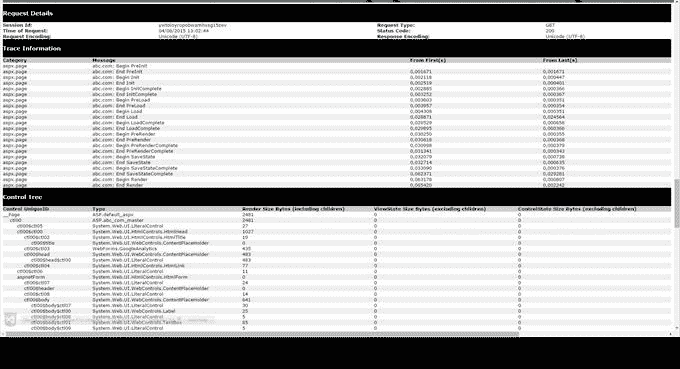 Request Details
Session Id: Request Type: GET
Time of Request: 04/08/2015 13:02:44 Status Code: 200
Request Encoding: Unicode (UTF-8) Response Encoding: Unicode (UTF-8)
Trace Information
Category Message From First(s) From Last(s)
aspx.page abc.com: Begin PreInit
aspx.page abc.com: End PreInit 0,001671 0,001671
aspx.page abc.com: Begin Init 0,002118 0,000447
aspx.page abc.com: End Init 0,002519 0,000401
aspx.page abc.com: Begin InitComplete 0,002885 0,000366
aspx.page abc.com: End InitComplete 0,003252 0,000367
aspx.page abc.com: Begin PreLoad 0,003603 0,000351
aspx.page abc.com: End PreLoad 0,003957 0,000354
aspx.page abc.com: Begin Load 0,004308 0,000351
aspx.page abc.com: End Load 0,028871 0,024564
aspx.page abc.com: Begin LoadComplete 0,029529 0,000658
aspx.page abc.com: End LoadComplete 0,029895 0,000366
aspx.page abc.com: Begin PreRender 0,030250 0,000355
aspx.page abc.com: End PreRender 0,030618 0,000368
aspx.page abc.com: Begin PreRenderComplete 0,030998 0,000379
aspx.page abc.com: End PreRenderComplete 0,031341 0,000343
aspx.page abc.com: Begin SaveState 0,032079 0,000738
aspx.page abc.com: End SaveState 0,032714 0,000635
aspx.page abc.com: Begin SaveStateComplete 0,033090 0,000376
aspx.page abc.com: End SaveStateComplete 0,062371 0,029281
aspx.page abc.com: Begin Render 0,063178 0,000807
aspx.page abc.com: End Render 0,065420 0,002242
Control Tree
Control UniqueID Type Render Size Bytes (including children) ViewState Size Bytes (excluding children) ControlState Size Bytes (excluding children)
__Page ASP.default_aspx 2481 0 0
ctl00 ASP.abc_com_master 2481 0 0
ctl00$ctl05 System.Web.UI.LiteralControl 27 0 0
ctl00$ctl00 System.Web.UI.HtmlControls.HtmlHead 1027 0 0
ctl00$ctl02 System.Web.UI.HtmlControls.HtmlTitle 19 0 0
ctl00$title System.Web.UI.WebControls.ContentPlaceHolder 0 0 0
ctl00$ctl03 WebForms.GoogleAnalytics 435 0 0
ctl00$head System.Web.UI.WebControls.ContentPlaceHolder 483 0 0
ctl00$head$ctl00 System.Web.UI.LiteralControl 483 0 0
ctl00$ctl04 System.Web.UI.HtmlControls.HtmlLink 77 0 0
ctl00$ctl06 System.Web.UI.LiteralControl 11 0 0
aspnetForm System.Web.UI.HtmlControls.HtmlForm 0 0
ctl00$ctl07 System.Web.UI.LiteralControl 24 0 0
ctl00$header System.Web.UI.WebControls.ContentPlaceHolder 0 0 0
ctl00$ctl08 System.Web.UI.LiteralControl 14 0 0
ctl00$body System.Web.UI.WebControls.ContentPlaceHolder 641 0 0
ctl00$body$ctl07 System.Web.UI.LiteralControl 30 0 0
System.Web.UI.WebControls.Label 25 0 0
System.Web.UI.LiteralControl 5 0 0
System.Web.UI.WebControls.TextBox 85 0 0
ctl00$body$ctl09 System.Web.UI.LiteralControl 5 0 0